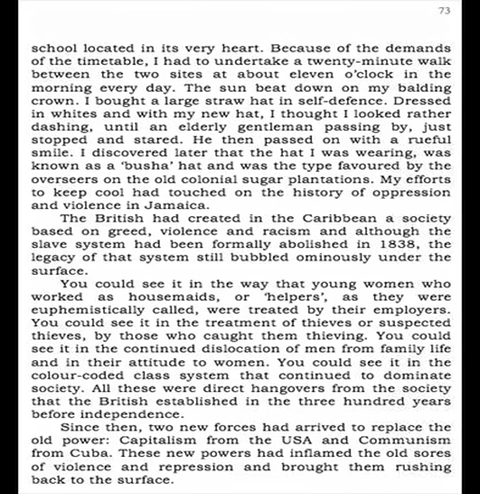 73
school located in its very heart. Because of the demands
of the timetable, I had to undertake a twenty-minute walk
between the two sites at about eleven o'clock in the
morning every day. The sun beat down on my balding
crown. I bought a large straw hat in self-defence. Dressed
in whites and with my new hat, I thought I looked rather
dashing, until an elderly gentleman passing by, just
stopped and stared. He then passed on with a rueful
smile. I discovered later that the hat I was wearing, was
known as a 'busha' hat and was the type favoured by the
overseers on the old colonial sugar plantations. My efforts
to keep cool had touched on the history of oppression
and violence in Jamaica.
The British had created in the Caribbean a society
based on greed, violence and racism and although the
slave system had been formally abolished in 1838, the
legacy of that system still bubbled ominously under the
surface.
You could see it in the way that young women who
worked as housemaids, or 'helpers', as they were
euphemistically called, were treated by their employers.
You could see it in the treatment of thieves or suspected
thieves, by those who caught them thieving. You could
see it in the continued dislocation of men from family life
and in their attitude to women. You could see it in the
colour-coded class system that continued to dominate
society. All these were direct hangovers from the society
that the British established in the three hundred years
before independence.
Since then, two new forces had arrived to replace the
old power: Capitalism from the USA and Communism
from Cuba. These new powers had inflamed the old sores
of violence and repression and brought them rushing
back to the surface.